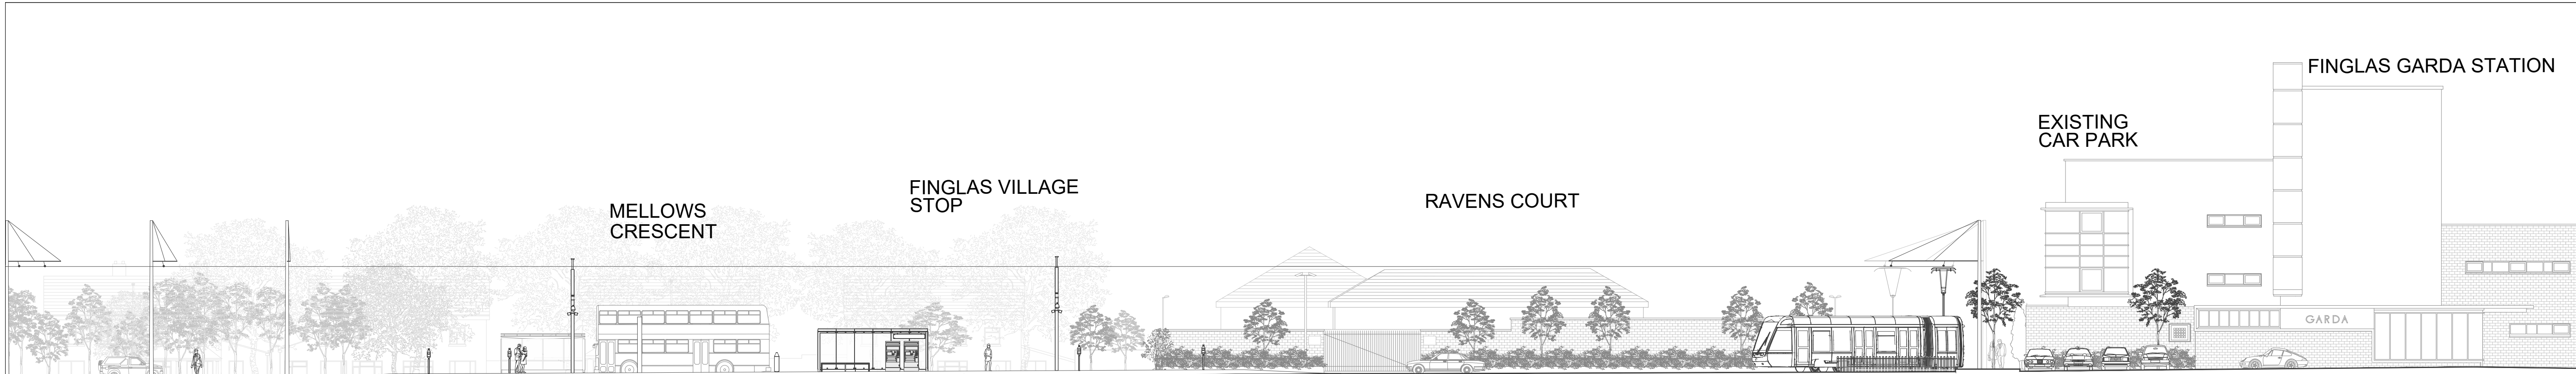 MELLOWS
CRESCENT
FINGLAS VILLAGE
STOP
RAVENS COURT
EXISTING
CAR PARK
FINGLAS GARDA STATION
GARDA